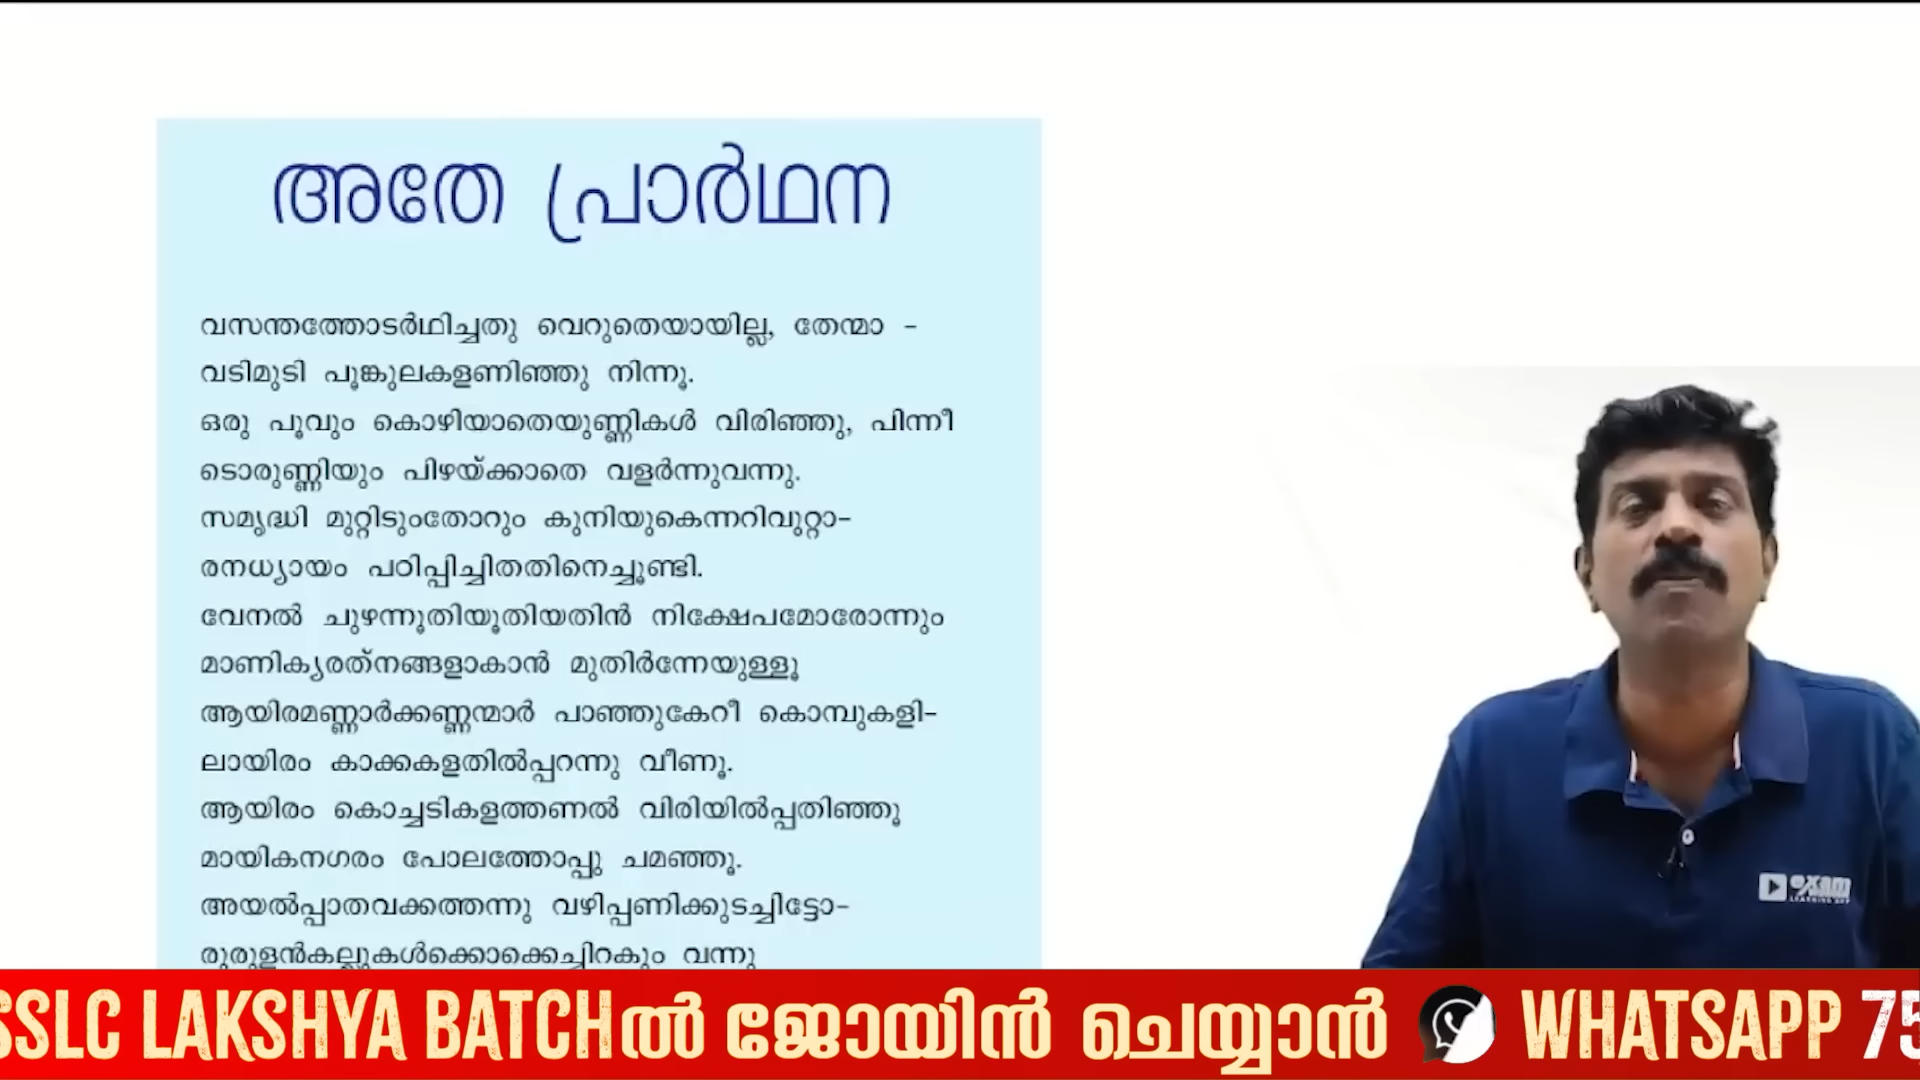 അതേ പ്രാർഥന
വസന്തത്തോടർഥിച്ചതു വെറുതെയായില്ല, തേന്മാ -
വടിമുടി പൂങ്കുലകളണിഞ്ഞു നിന്നൂ.
ഒരു പൂവും കൊഴിയാതെയുണ്ണികൾ വിരിഞ്ഞു, പിന്നീ
ടൊരുണ്ണിയും പിഴയ്ക്കാതെ വളർന്നുവന്നു.
സമൃദ്ധി മുറ്റിടുംതോറും കുനിയുകെന്നറിവുറ്റാ-
രനധ്യായം പഠിപ്പിച്ചിതതിനെച്ചൂണ്ടി.
വേനൽ ചുഴന്നൂതിയൂതിയതിൻ നിക്ഷേപമോരോന്നും
മാണിക്യരത്നങ്ങളാകാൻ മുതിർന്നേയുള്ളൂ
ആയിരമണ്ണാർക്കണ്ണന്മാർ പാഞ്ഞുകേറീ കൊമ്പുകളി-
ലായിരം കാക്കകളതിൽപ്പറന്നു വീണൂ.
ആയിരം കൊച്ചടികളത്തണൽ വിരിയിൽപ്പതിഞ്ഞൂ
മായികനഗരം പോലത്തോപ്പു ചമഞ്ഞൂ.
അയൽപ്പാതവക്കത്തന്നു വഴിപ്പണിക്കുടച്ചിട്ടോ-
രുരുളൻകല്ലുകൾക്കൊക്കെച്ചിറകും വന്നു
exam
LEARNING APP
SSLC LAKSHYA BATCHൽ ജോയിൻ ചെയ്യാൻ WHATSAPP 75